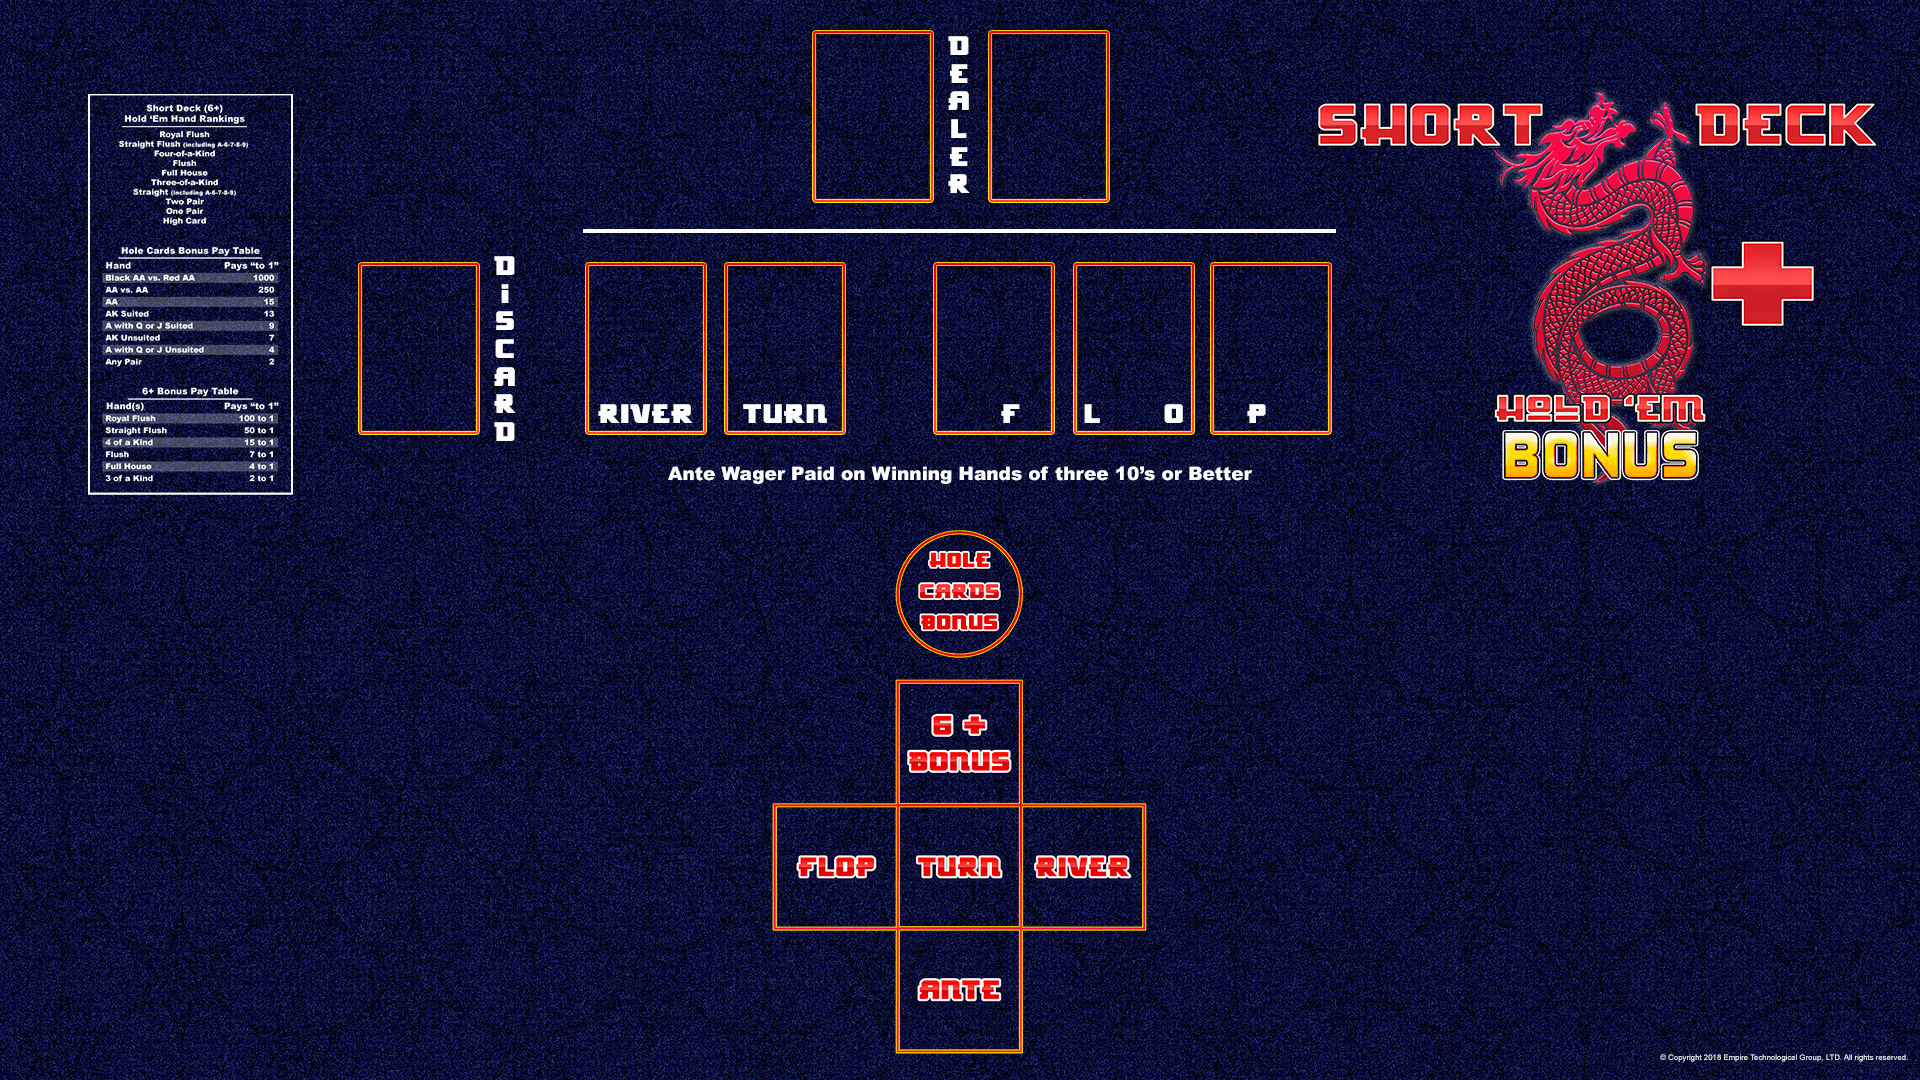 DEALER
SHORT DECK
+
HOLD ‘EM
BONUS
Short Deck (6+)
Hold ‘Em Hand Rankings
Royal Flush
Straight Flush (including A-6-7-8-9)
Four-of-a-Kind
Flush
Full House
Three-of-a-Kind
Straight (including A-6-7-8-9)
Two Pair
One Pair
High Card
Hole Cards Bonus Pay Table
Hand Pays “to 1”
Black AA vs. Red AA 1000
AA vs. AA 250
AA 15
AK Suited 13
A with Q or J Suited 9
AK Unsuited 7
A with Q or J Unsuited 4
Any Pair 2
6+ Bonus Pay Table
Hand(s) Pays “to 1”
Royal Flush 100 to 1
Straight Flush 50 to 1
4 of a Kind 15 to 1
Flush 7 to 1
Full House 4 to 1
3 of a Kind 2 to 1
DiSCARD
RIVER TURN F L O P
Ante Wager Paid on Winning Hands of three 10’s or Better
HOLE
CARDS
BONUS
6 +
BONUS
FLOP TURN RIVER
ANTE
© Copyright 2018 Empire Technological Group, LTD. All rights reserved.